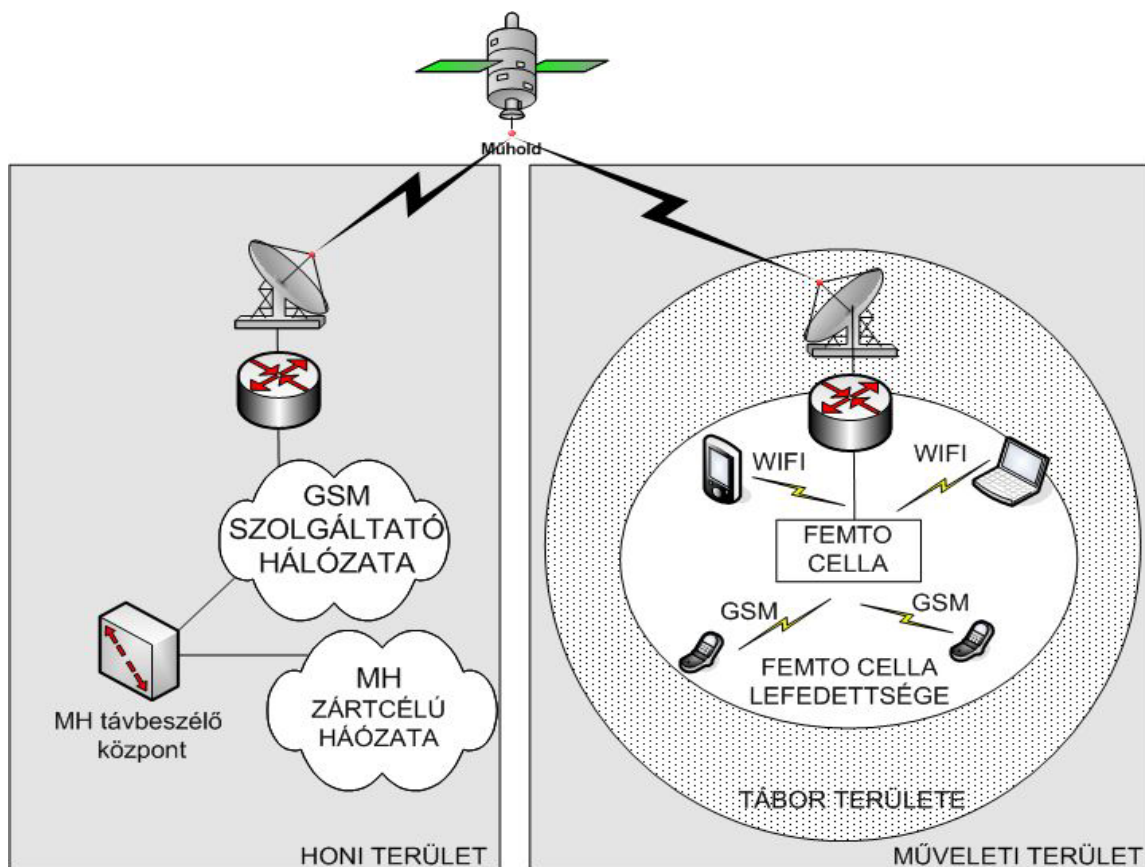 Műhold
GSM
SZOLGÁLTATÓ
HÁLÓZATA
MH
ZÁRTCÉLÚ
HÁÓZATA
MH távbeszélő
központ
HONI TERÜLET
WIFI
WIFI
FEMTO
CELLA
GSM
GSM
FEMTO CELLA
LEFEDETTSÉGE
TÁBOR TERÜLETE
MŰVELETI TERÜLET